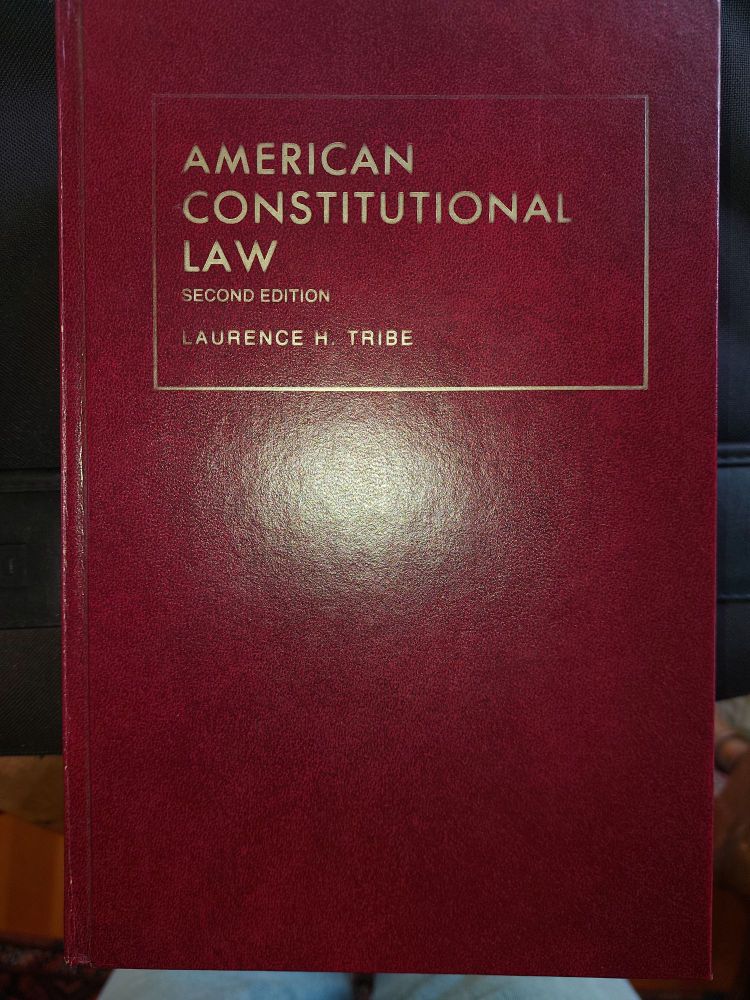 AMERICAN
CONSTITUTIONAL
LAW
SECOND EDITION
LAURENCE H. TRIBE